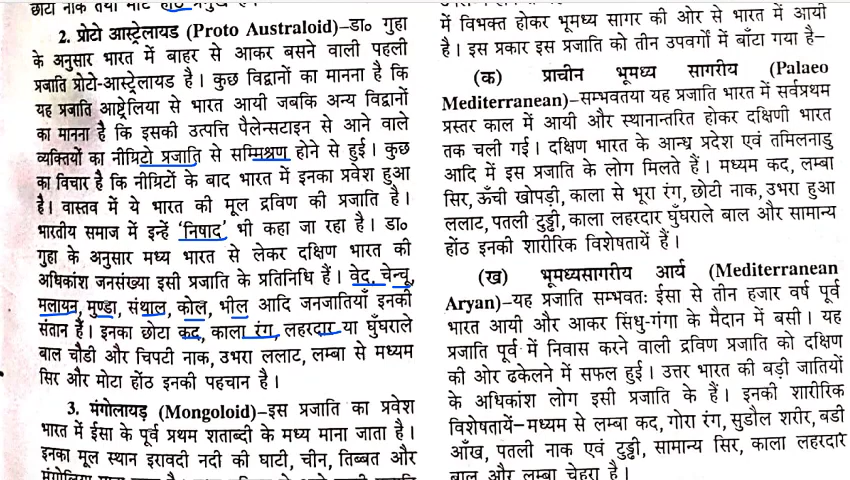 छोटा नाक तथा मोटे होंठ प्रमुख हैं।
2. प्रोटो आस्ट्रेलायड (Proto Australoid)–डा० गुहा
के अनुसार भारत में बाहर से आकर बसने वाली पहली
प्रजाति प्रोटो-आस्ट्रेलायड है। कुछ विद्वानों का मानना है कि
यह प्रजाति आष्ट्रेलिया से भारत आयी जबकि अन्य विद्वानों
का मानना है कि इसकी उत्पत्ति पैलेन्सटाइन से आने वाले
व्यक्तियों का नीग्रिटो प्रजाति से सम्मिश्रण होने से हुई। कुछ
का विचार है कि नीग्रिटों के बाद भारत में इनका प्रवेश हुआ
है। वास्तव में ये भारत की मूल द्रविण की प्रजाति है।
भारतीय समाज में इन्हें 'निषाद' भी कहा जा रहा है। डा०
गुहा के अनुसार मध्य भारत से लेकर दक्षिण भारत की
अधिकांश जनसंख्या इसी प्रजाति के प्रतिनिधि हैं। वेद, चेन्चू,
मलायन, मुण्डा, संथाल, कोल, भील आदि जनजातियाँ इनकी
संतान हैं। इनका छोटा कद, काला रंग, लहरदार या घुँघराले
बाल चौडी और चिपटी नाक, उभरा ललाट, लम्बा से मध्यम
सिर और मोटा होंठ इनकी पहचान है।
3. मंगोलायड़ (Mongoloid)–इस प्रजाति का प्रवेश
भारत में ईसा के पूर्व प्रथम शताब्दी के मध्य माना जाता है।
इनका मूल स्थान इरावदी नदी की घाटी, चीन, तिब्बत और
में विभक्त होकर भूमध्य सागर की ओर से भारत में आयी
है। इस प्रकार इस प्रजाति को तीन उपवर्गों में बाँटा गया है–
(क) प्राचीन भूमध्य सागरीय (Palaeo
Mediterranean)–सम्भवतया यह प्रजाति भारत में सर्वप्रथम
प्रस्तर काल में आयी और स्थानान्तरित होकर दक्षिणी भारत
तक चली गई। दक्षिण भारत के आन्ध्र प्रदेश एवं तमिलनाडु
आदि में इस प्रजाति के लोग मिलते हैं। मध्यम कद, लम्बा
सिर, ऊँची खोपड़ी, काला से भूरा रंग, छोटी नाक, उभरा हुआ
ललाट, पतली टुड्डी, काला लहरदार घुँघराले बाल और सामान्य
होंठ इनकी शारीरिक विशेषतायें हैं।
(ख) भूमध्यसागरीय आर्य (Mediterranean
Aryan)–यह प्रजाति सम्भवतः ईसा से तीन हजार वर्ष पूर्व
भारत आयी और आकर सिंधु-गंगा के मैदान में बसी। यह
प्रजाति पूर्व में निवास करने वाली द्रविण प्रजाति को दक्षिण
की ओर ढकेलने में सफल हुई। उत्तर भारत की बड़ी जातियों
के अधिकांश लोग इसी प्रजाति के हैं। इनकी शारीरिक
विशेषतायें–मध्यम से लम्बा कद, गोरा रंग, सुडौल शरीर, बडी
आँख, पतली नाक एवं टुड्डी, सामान्य सिर, काला लहरदार
बाल और लम्बा चेहरा है।